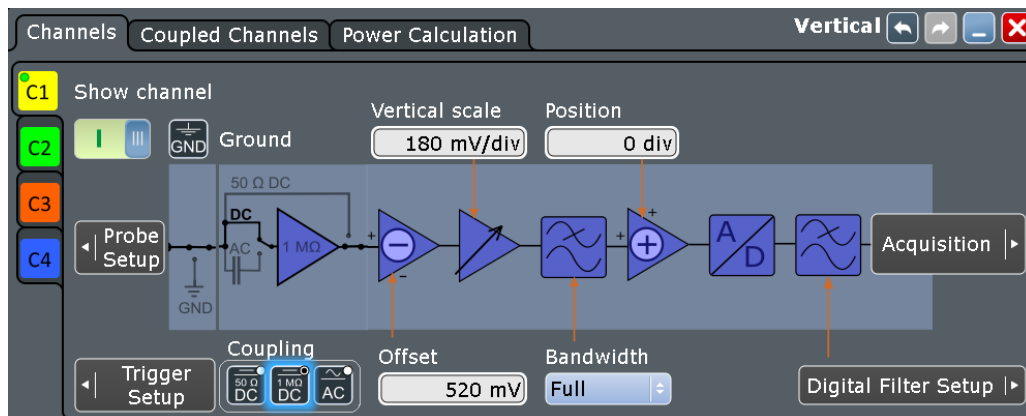 Channels
Coupled Channels
Power Calculation
Vertical
C1
C2
C3
C4
Show channel
I
III
GND
Ground
Vertical scale
180 mV/div
Position
0 div
50 Ω DC
DC
AC
1 MΩ
GND
Probe
Setup
+
−
-
+
+
+
A
D
Acquisition
Trigger
Setup
Coupling
50 Ω
DC
1 MΩ
DC
AC
Offset
520 mV
Bandwidth
Full
Digital Filter Setup